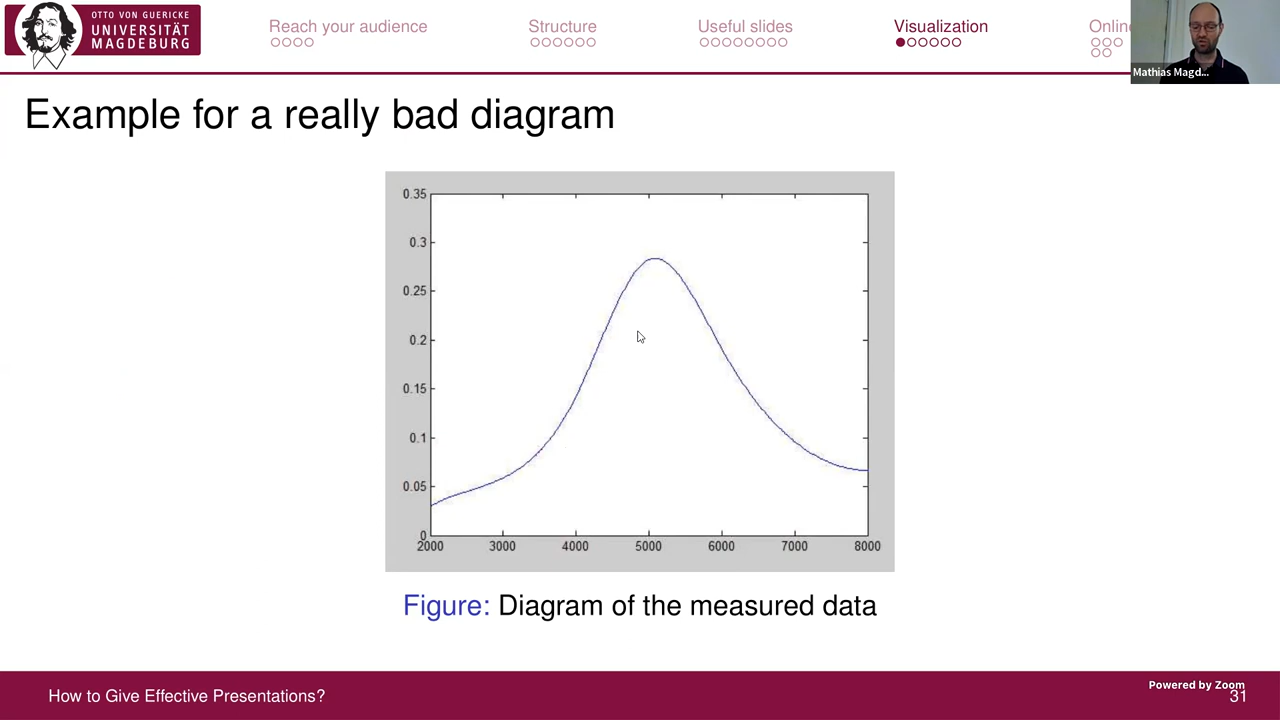 OTTO VON GUERICKE
UNIVERSITÄT
MAGDEBURG
Reach your audience
Structure
Useful slides
Visualization
Online
Mathias Magd...
Example for a really bad diagram
0.35
0.3
0.25
0.2
0.15
0.1
0.05
0
2000 3000 4000 5000 6000 7000 8000
Figure: Diagram of the measured data
How to Give Effective Presentations?
Powered by Zoom
31